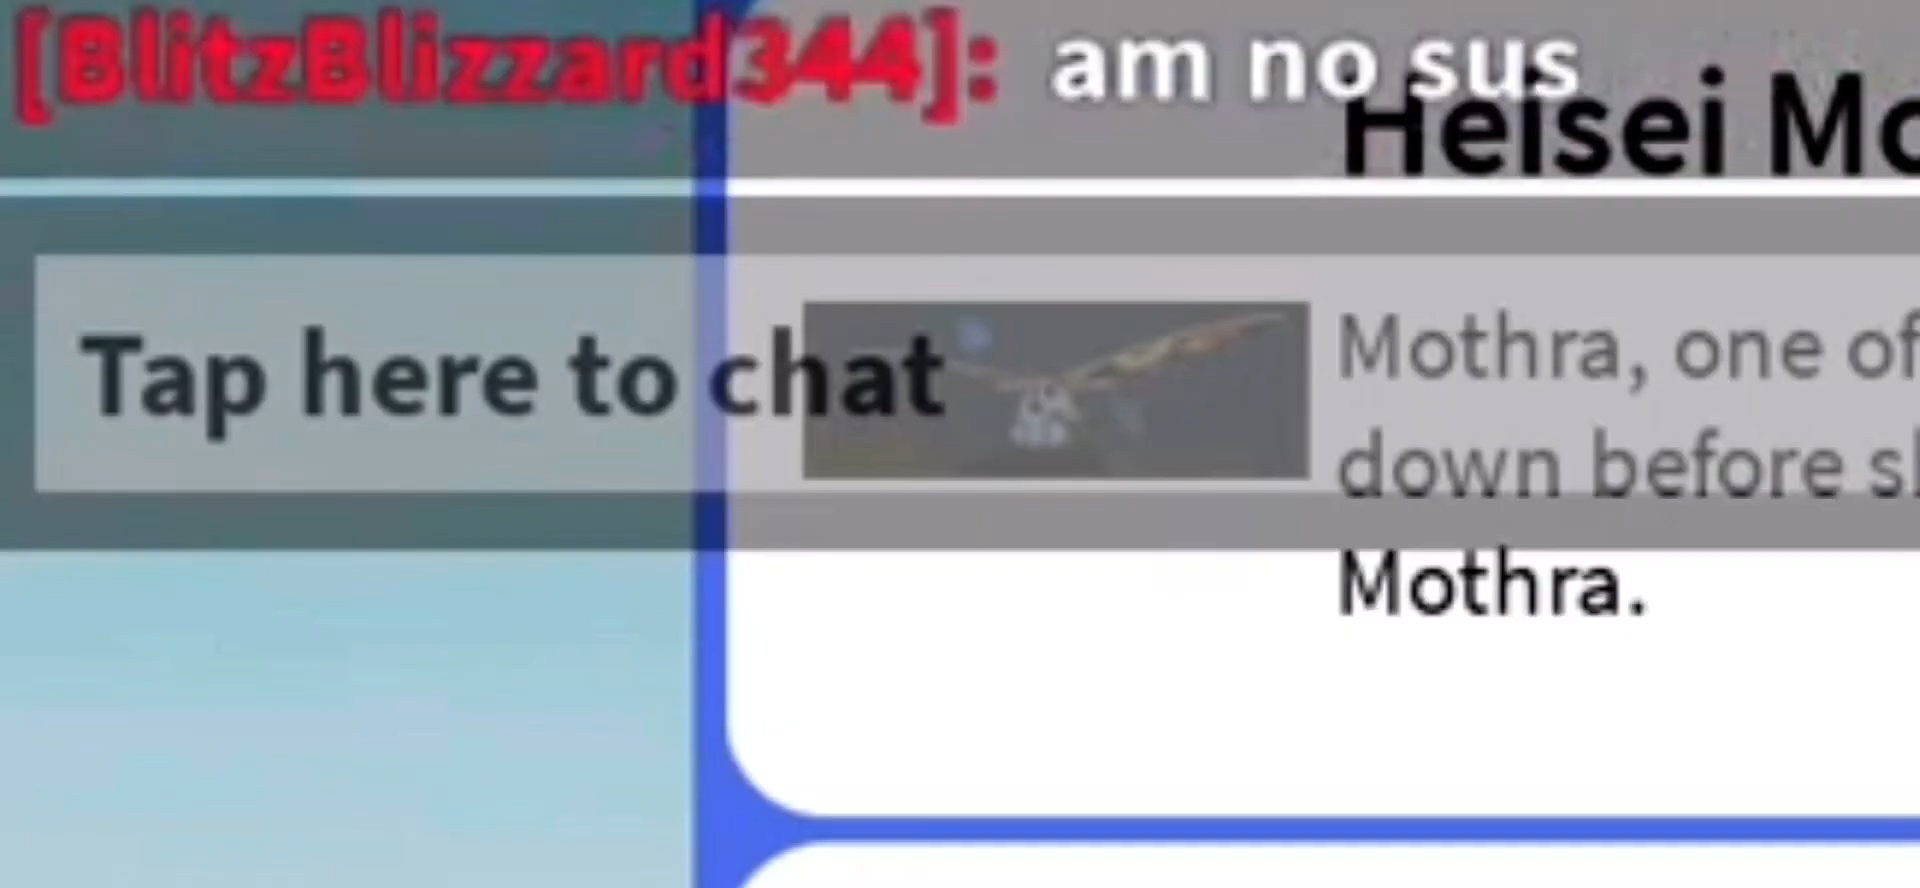 [BlitzBlizzard344]: am no sus
Heisei
Tap here to chat
Mothra, one of
down before
Mothra.